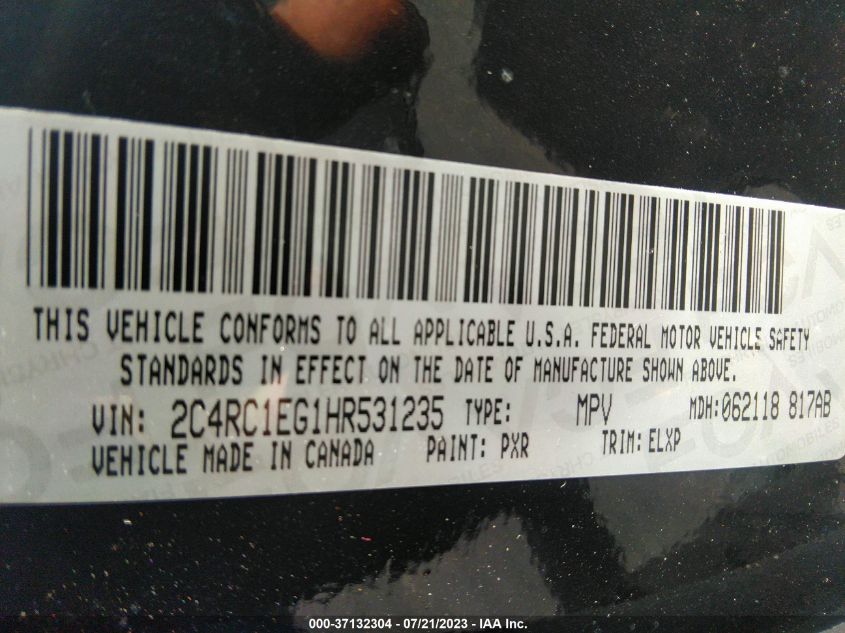 THIS VEHICLE CONFORMS TO ALL APPLICABLE U.S.A. FEDERAL MOTOR VEHICLE SAFETY
STANDARDS IN EFFECT ON THE DATE OF MANUFACTURE SHOWN ABOVE.
VIN: 2C4RC1EG1HR531235 TYPE: MPV MDH:062118 817AB
VEHICLE MADE IN CANADA PAINT: PXR TRIM: ELXP
000-37132304 / 07/21/2023 - IAA Inc.